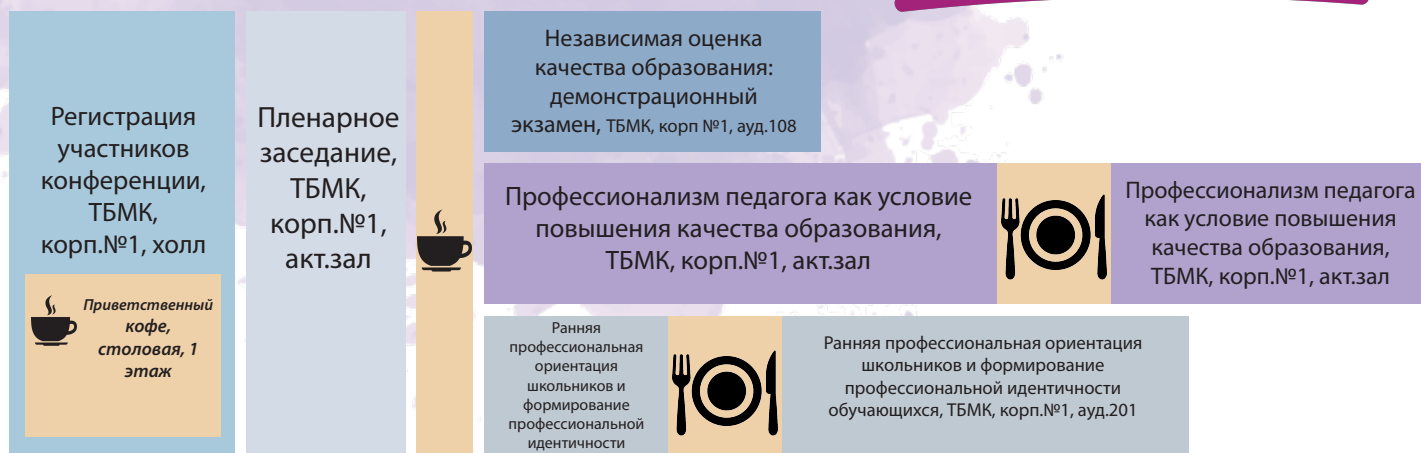 Регистрация
участников
конференции,
ТБМК,
корп.№1, холл
Приветственный
кофе,
столовая, 1
этаж
Пленарное
заседание,
ТБМК,
корп.№1,
акт.зал
Независимая оценка
качества образования:
демонстрационный
экзамен, ТБМК, корп №1, ауд.108
Профессионализм педагога как условие
повышения качества образования,
ТБМК, корп.№1, акт.зал
Профессионализм педагога
как условие повышения
качества образования,
ТБМК, корп.№1, акт.зал
Ранняя
профессиональная
ориентация
школьников и
формирование
профессиональной
идентичности
Ранняя профессиональная ориентация
школьников и формирование
профессиональной идентичности
обучающихся, ТБМК, корп.№1, ауд.201